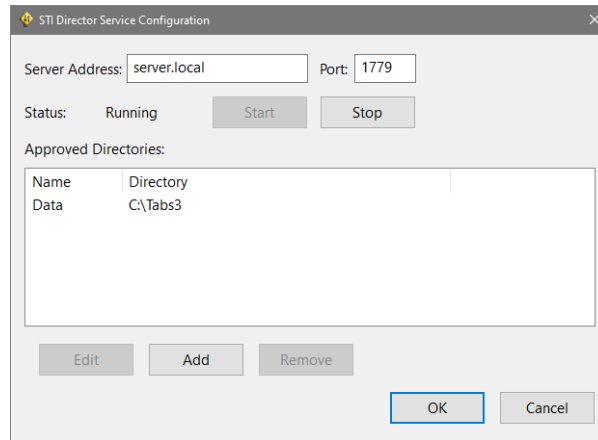 STI Director Service Configuration
Server Address: server.local Port: 1779
Status: Running Start Stop
Approved Directories:
Name Directory
Data C:\Tabs3
Edit Add Remove
OK Cancel